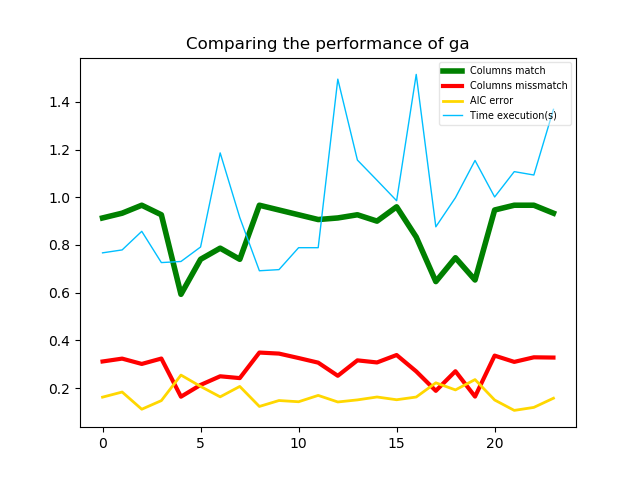 Comparing the performance of ga
Columns match
Columns missmatch
AIC error
Time execution(s)
1.4
1.2
1.0
0.8
0.6
0.4
0.2
0 5 10 15 20